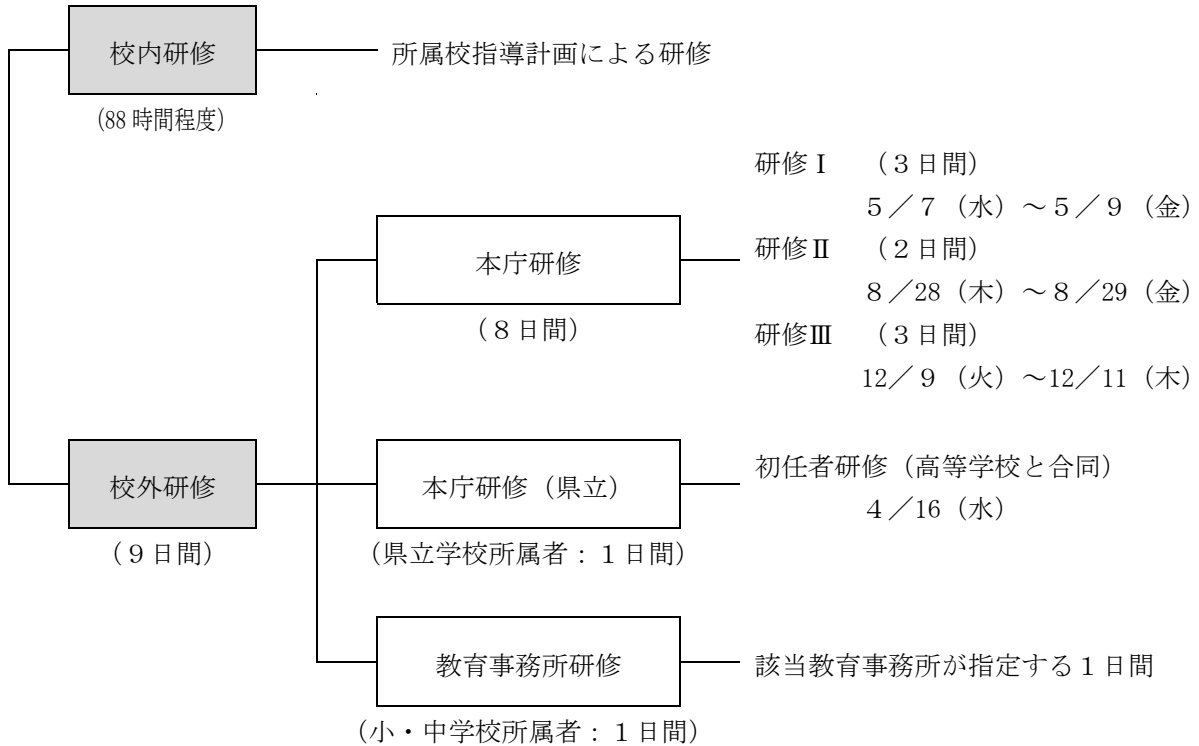 校内研修
所属校指導計画による研修
(88時間程度)
研修Ⅰ （３日間）
５／７（水）～５／９（金）
本庁研修
研修Ⅱ （２日間）
８／28（木）～８／29（金）
（８日間）
研修Ⅲ （３日間）
12／９（火）～12／11（木）
校外研修
（９日間）
本庁研修（県立）
初任者研修（高等学校と合同）
４／16（水）
（県立学校所属者：１日間）
教育事務所研修
該当教育事務所が指定する１日間
（小・中学校所属者：１日間）